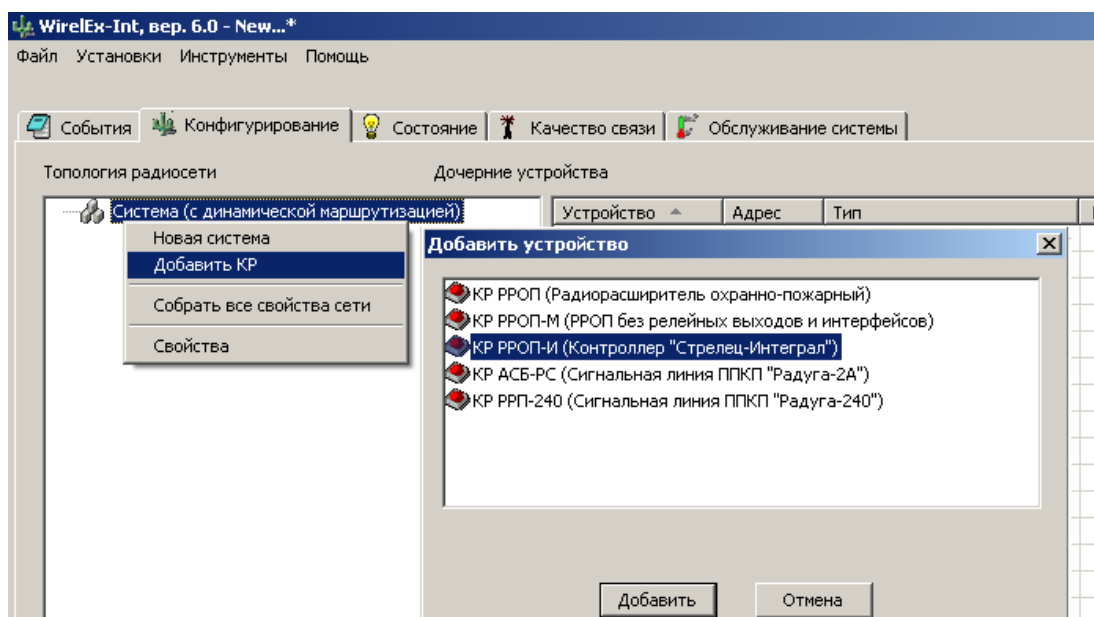 WirelEx-Int, вер. 6.0 - New...*
Файл Установки Инструменты Помощь
События Конфигурирование Состояние Качество связи Обслуживание системы
Топология радиосети Дочерние устройства
Система (с динамической маршрутизацией)
Устройство Адрес Тип
Новая система
Добавить КР
Собрать все свойства сети
Свойства
Добавить устройство
КР РРОП (Радиорасширитель охранно-пожарный)
КР РРОП-М (РРОП без релейных выходов и интерфейсов)
КР РРОП-И (Контроллер "Стрелец-Интеграл")
КР АСБ-РС (Сигнальная линия ППКП "Радуга-2А")
КР РРП-240 (Сигнальная линия ППКП "Радуга-240")
Добавить Отмена